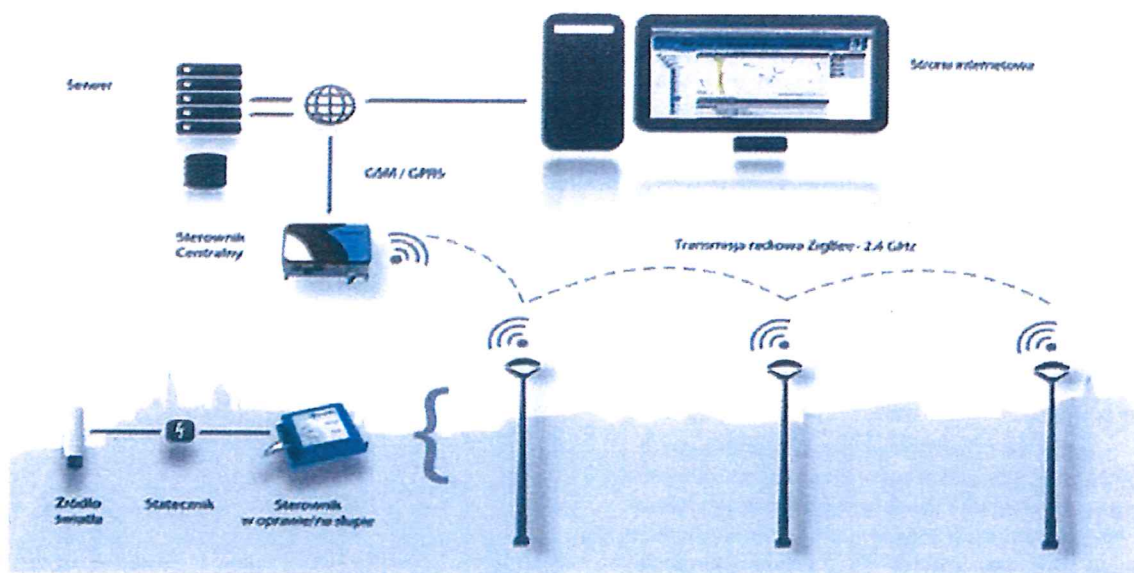 Serwer
Strona internetowa
GSM / GPRS
Sterownik
Centralny
Transmisja radiowa ZigBee - 2.4 GHz
Źródło
światła
Statecznik
Sterownik
w oprawie/na słupie